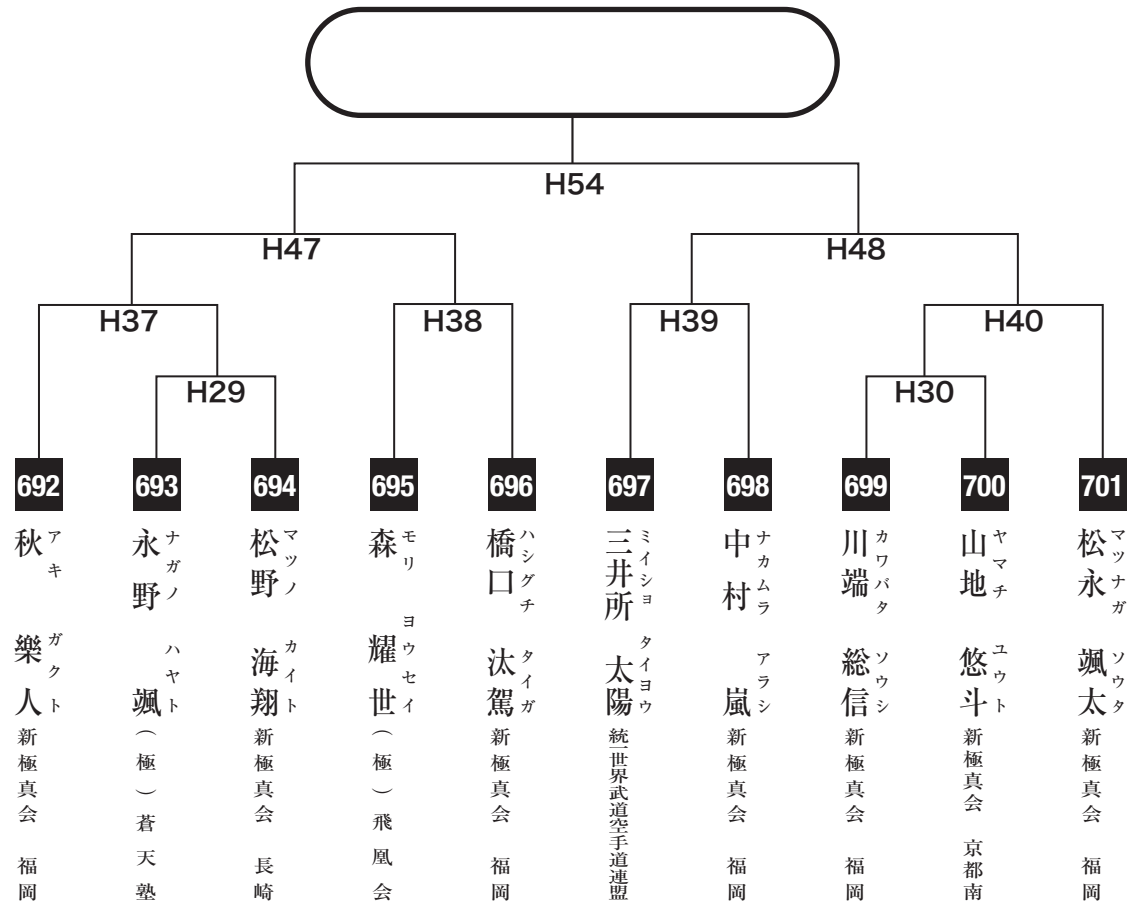 H54
H47
H48
H37
H38
H39
H40
H29
H30
692
693
694
695
696
697
698
699
700
701
秋 樂人
アキ ガクト
新極真会 福岡
永野 颯
ナガノ ハヤト
(極)蒼天塾
松野 海翔
マツノ カイト
新極真会 長崎
森 耀世
モリ ヨウセイ
(極)飛凰会
橋口 汰駕
ハシグチ タイガ
新極真会 福岡
三井所 太陽
ミイショ タイヨウ
統一世界武道空手道連盟
中村 嵐
ナカムラ アラシ
新極真会 福岡
川端 総信
カワバタ ソウシ
新極真会 福岡
山地 悠斗
ヤマチ ユウト
新極真会 京都南
松永 颯太
マツナガ ソウタ
新極真会 福岡